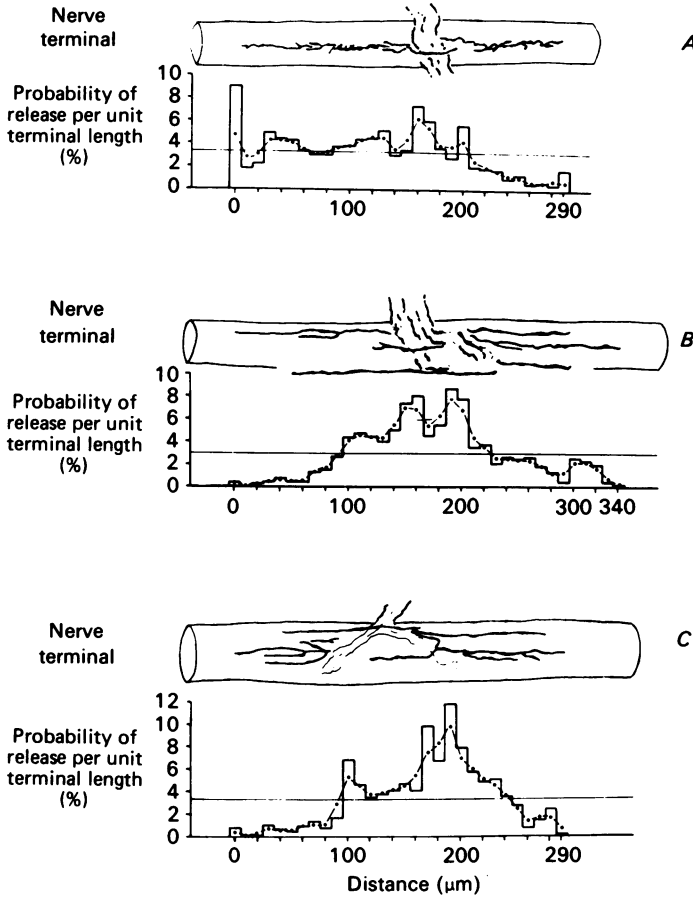 Nerve
terminal
A
Probability of
release per unit
terminal length
(%)
10
8
6
4
2
0
0 100 200 290
Nerve
terminal
B
Probability of
release per unit
terminal length
(%)
10
8
6
4
2
0
0 100 200 300 340
Nerve
terminal
C
Probability of
release per unit
terminal length
(%)
12
10
8
6
4
2
0
0 100 200 290
Distance (μm)